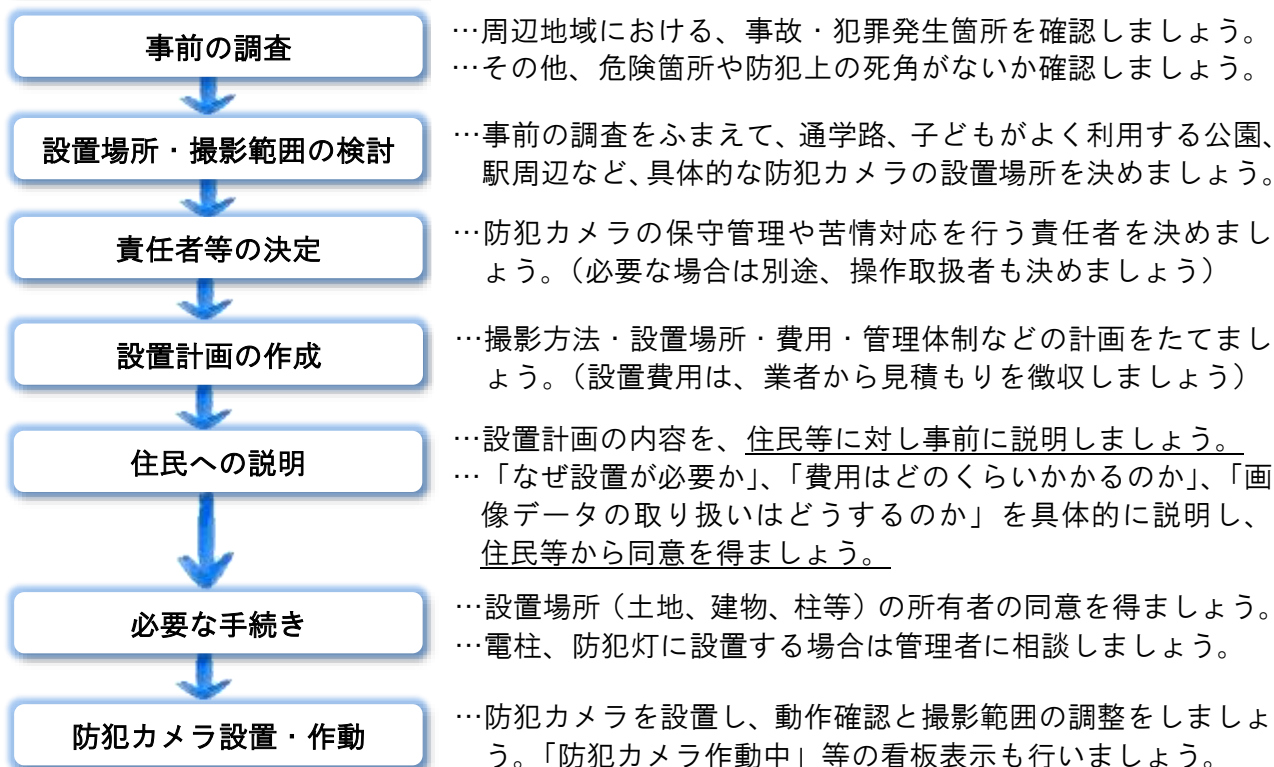 事前の調査
…周辺地域における、事故・犯罪発生箇所を確認しましょう。
…その他、危険箇所や防犯上の死角がないか確認しましょう。
設置場所・撮影範囲の検討
…事前の調査をふまえて、通学路、子どもがよく利用する公園、
駅周辺など、具体的な防犯カメラの設置場所を決めましょう。
責任者等の決定
…防犯カメラの保守管理や苦情対応を行う責任者を決めまし
ょう。（必要な場合は別途、操作取扱者も決めましょう）
設置計画の作成
…撮影方法・設置場所・費用・管理体制などの計画をたてまし
ょう。（設置費用は、業者から見積もりを徴収しましょう）
住民への説明
…設置計画の内容を、住民等に対し事前に説明しましょう。
…「なぜ設置が必要か」、「費用はどのくらいかかるのか」、「画
像データの取り扱いはどうするのか」を具体的に説明し、
住民等から同意を得ましょう。
必要な手続き
…設置場所（土地、建物、柱等）の所有者の同意を得ましょう。
…電柱、防犯灯に設置する場合は管理者に相談しましょう。
防犯カメラ設置・作動
…防犯カメラを設置し、動作確認と撮影範囲の調整をしましょ
う。「防犯カメラ作動中」等の看板表示も行いましょう。